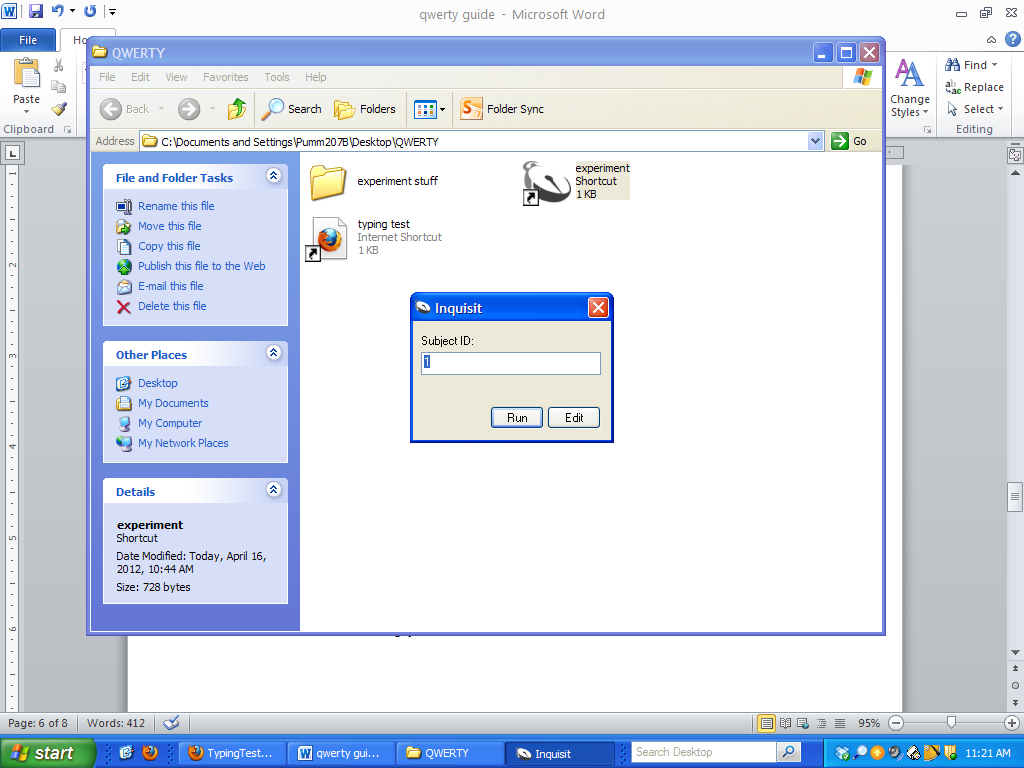 qwerty guide - Microsoft Word
File
Paste
Clipboard
QWERTY
File Edit View Favorites Tools Help
Back Search Folders Folder Sync
Address C:\Documents and Settings\Pumm207B\Desktop\QWERTY Go
Find
Replace
Select
Editing
Change
Styles
File and Folder Tasks
Rename this file
Move this file
Copy this file
Publish this file to the Web
E-mail this file
Delete this file
Other Places
Desktop
My Documents
My Computer
My Network Places
Details
experiment
Shortcut
Date Modified: Today, April 16,
2012, 10:44 AM
Size: 728 bytes
experiment stuff
experiment
Shortcut
1 KB
typing test
Internet Shortcut
1 KB
Inquisit
Subject ID:
1
Run Edit
1
2
3
4
5
6
Page: 6 of 8 Words: 412 95%
start TypingTest... qwerty gui... QWERTY Inquisit Search Desktop 11:21 AM